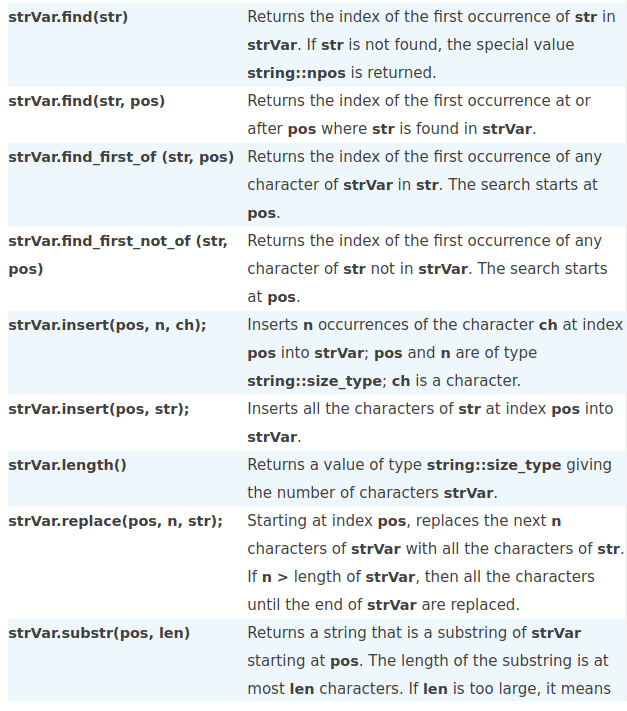 strVar.find(str)
Returns the index of the first occurrence of str in
strVar. If str is not found, the special value
string::npos is returned.
strVar.find(str, pos)
Returns the index of the first occurrence at or
after pos where str is found in strVar.
strVar.find_first_of (str, pos)
Returns the index of the first occurrence of any
character of strVar in str. The search starts at
pos.
strVar.find_first_not_of (str,
pos)
Returns the index of the first occurrence of any
character of str not in strVar. The search starts
at pos.
strVar.insert(pos, n, ch);
Inserts n occurrences of the character ch at index
pos into strVar; pos and n are of type
string::size_type; ch is a character.
strVar.insert(pos, str);
Inserts all the characters of str at index pos into
strVar.
strVar.length()
Returns a value of type string::size_type giving
the number of characters strVar.
strVar.replace(pos, n, str);
Starting at index pos, replaces the next n
characters of strVar with all the characters of str.
If n > length of strVar, then all the characters
until the end of strVar are replaced.
strVar.substr(pos, len)
Returns a string that is a substring of strVar
starting at pos. The length of the substring is at
most len characters. If len is too large, it means